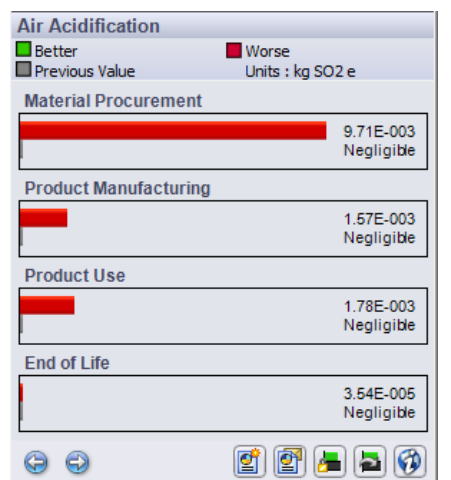 Air Acidification
Better Worse
Previous Value Units : kg SO2 e
Material Procurement
9.71E-003
Negligible
Product Manufacturing
1.57E-003
Negligible
Product Use
1.78E-003
Negligible
End of Life
3.54E-005
Negligible